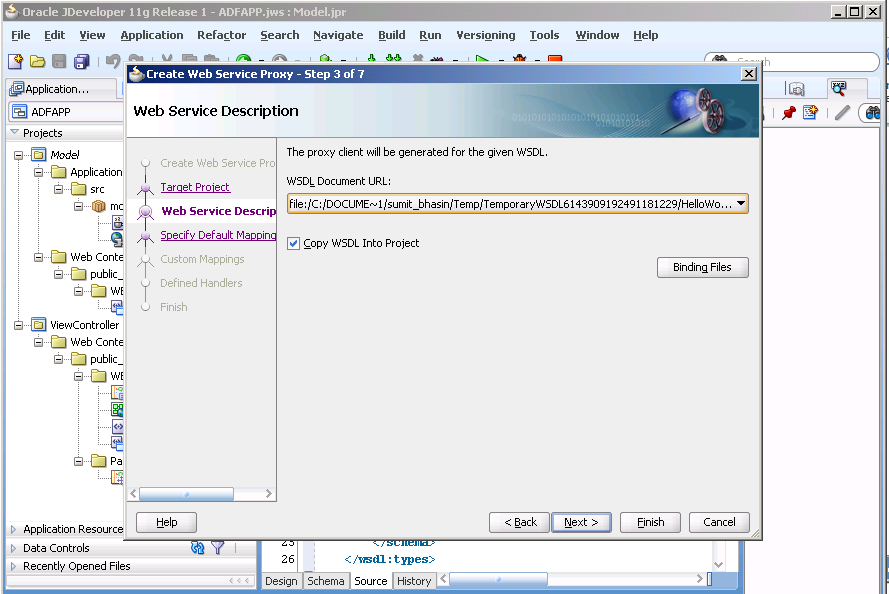 Oracle JDeveloper 11g Release 1 - ADFAPP.jws : Model.jpr
File Edit View Application Refactor Search Navigate Build Run Versioning Tools Window Help
Search
Create Web Service Proxy - Step 3 of 7
Application...
ADFAPP
Projects
Model
Application
src
Web Conte
public_
ViewController
Web Conte
public_
Pa
Application Resource
Data Controls
Recently Opened Files
Web Service Description
Create Web Service Pro
Target Project
Web Service Descrip
Specify Default Mapping
Custom Mappings
Defined Handlers
Finish
The proxy client will be generated for the given WSDL.
WSDL Document URL:
file:/C:/DOCUME~1/sumit_bhasin/Temp/TemporaryWSDL6143909192491181229/HelloWo...
Copy WSDL Into Project
Binding Files
Help
< Back
Next >
Finish
Cancel
25 </schema>
26 </wsdl:types>
Design Schema Source History